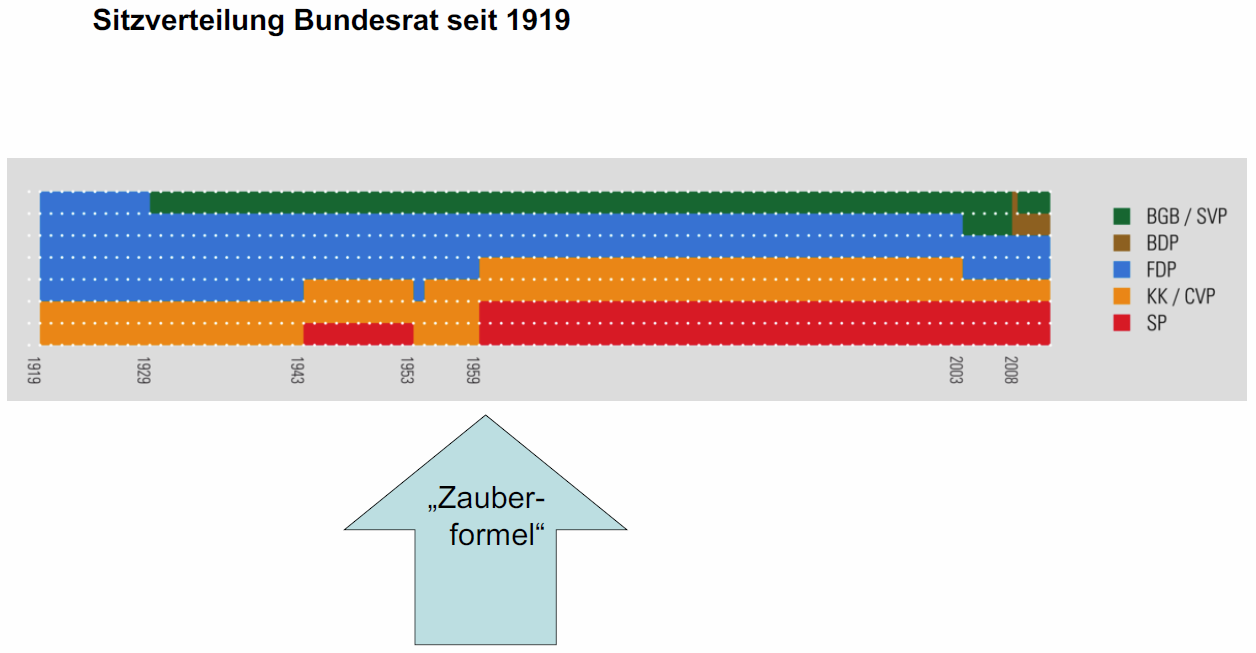 Sitzverteilung Bundesrat seit 1919
BGB / SVP
BDP
FDP
KK / CVP
SP
1919
1929
1943
1953
1959
2003
2008
„Zauber-
formel“